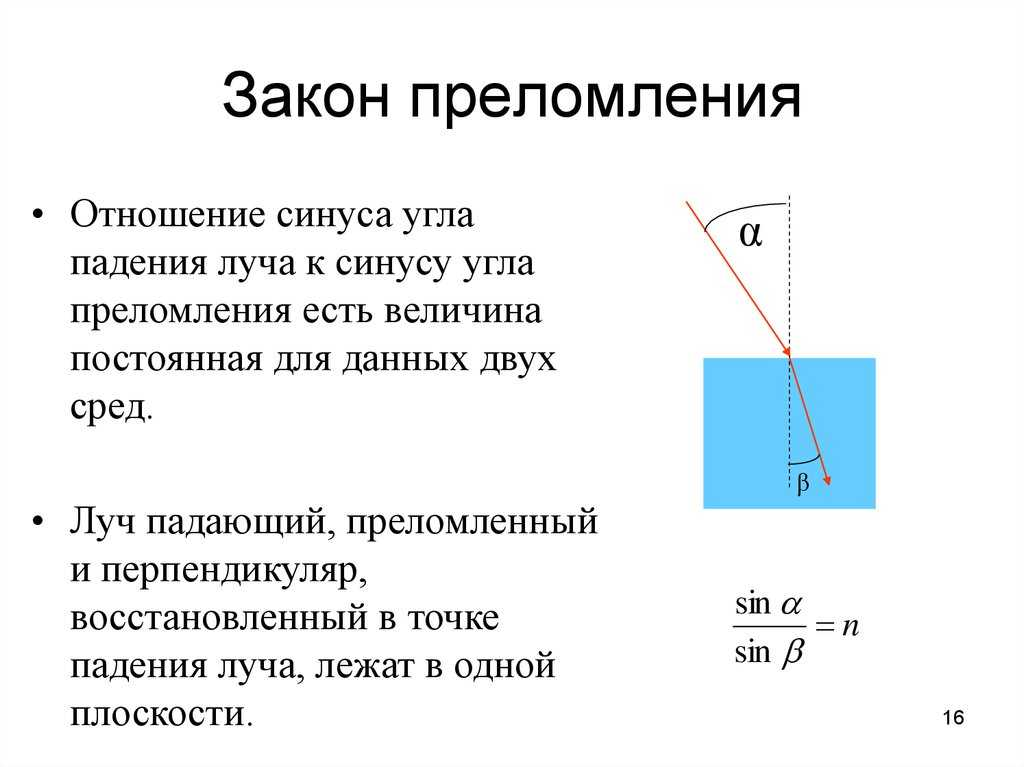 Закон преломления
• Отношение синуса угла
падения луча к синусу угла
преломления есть величина
постоянная для данных двух
сред.
• Луч падающий, преломленный
и перпендикуляр,
восстановленный в точке
падения луча, лежат в одной
плоскости.
α
β
sin α
sin β
= n
16